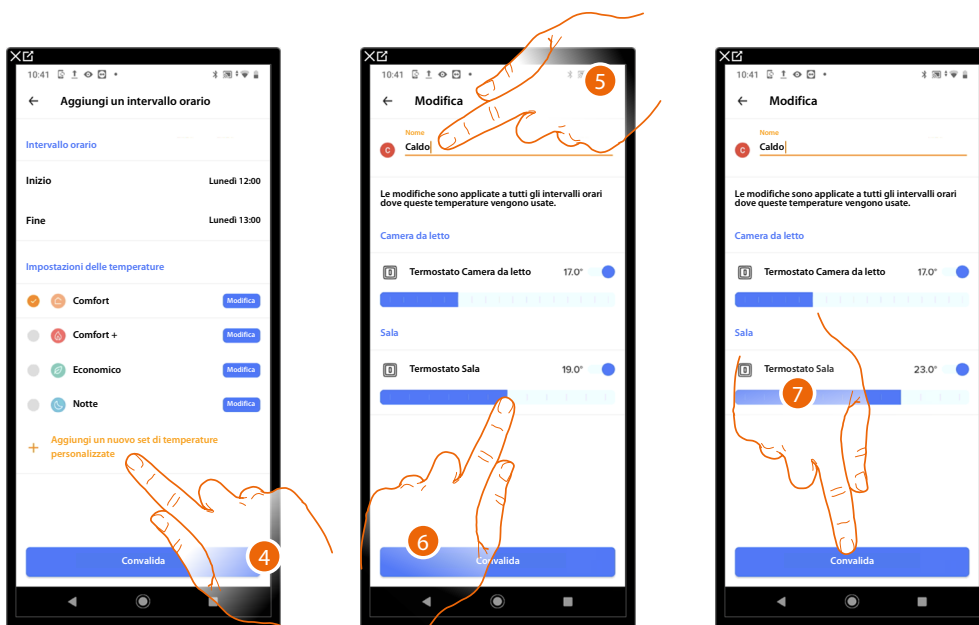 10:41
Aggiungi un intervallo orario
Intervallo orario
Inizio
Lunedì 12:00
Fine
Lunedì 13:00
Impostazioni delle temperature
Comfort
Modifica
Comfort +
Modifica
Economico
Modifica
Notte
Modifica
+ Aggiungi un nuovo set di temperature
personalizzate
Convalida
4
10:41
5
Modifica
Nome
C
Caldo
Le modifiche sono applicate a tutti gli intervalli orari
dove queste temperature vengono usate.
Camera da letto
Termostato Camera da letto
17.0°
Sala
Termostato Sala
19.0°
6
Convalida
10:41
Modifica
Nome
C
Caldo
Le modifiche sono applicate a tutti gli intervalli orari
dove queste temperature vengono usate.
Camera da letto
Termostato Camera da letto
17.0°
Sala
Termostato Sala
23.0°
7
Convalida